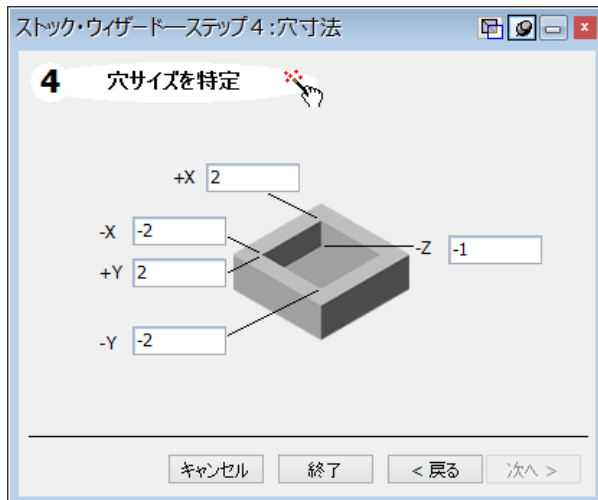 ストック・ウィザード―ステップ４:穴寸法
4 穴サイズを特定
+X 2
-X -2
+Y 2
-Z -1
-Y -2
キャンセル 終了 < 戻る 次へ >